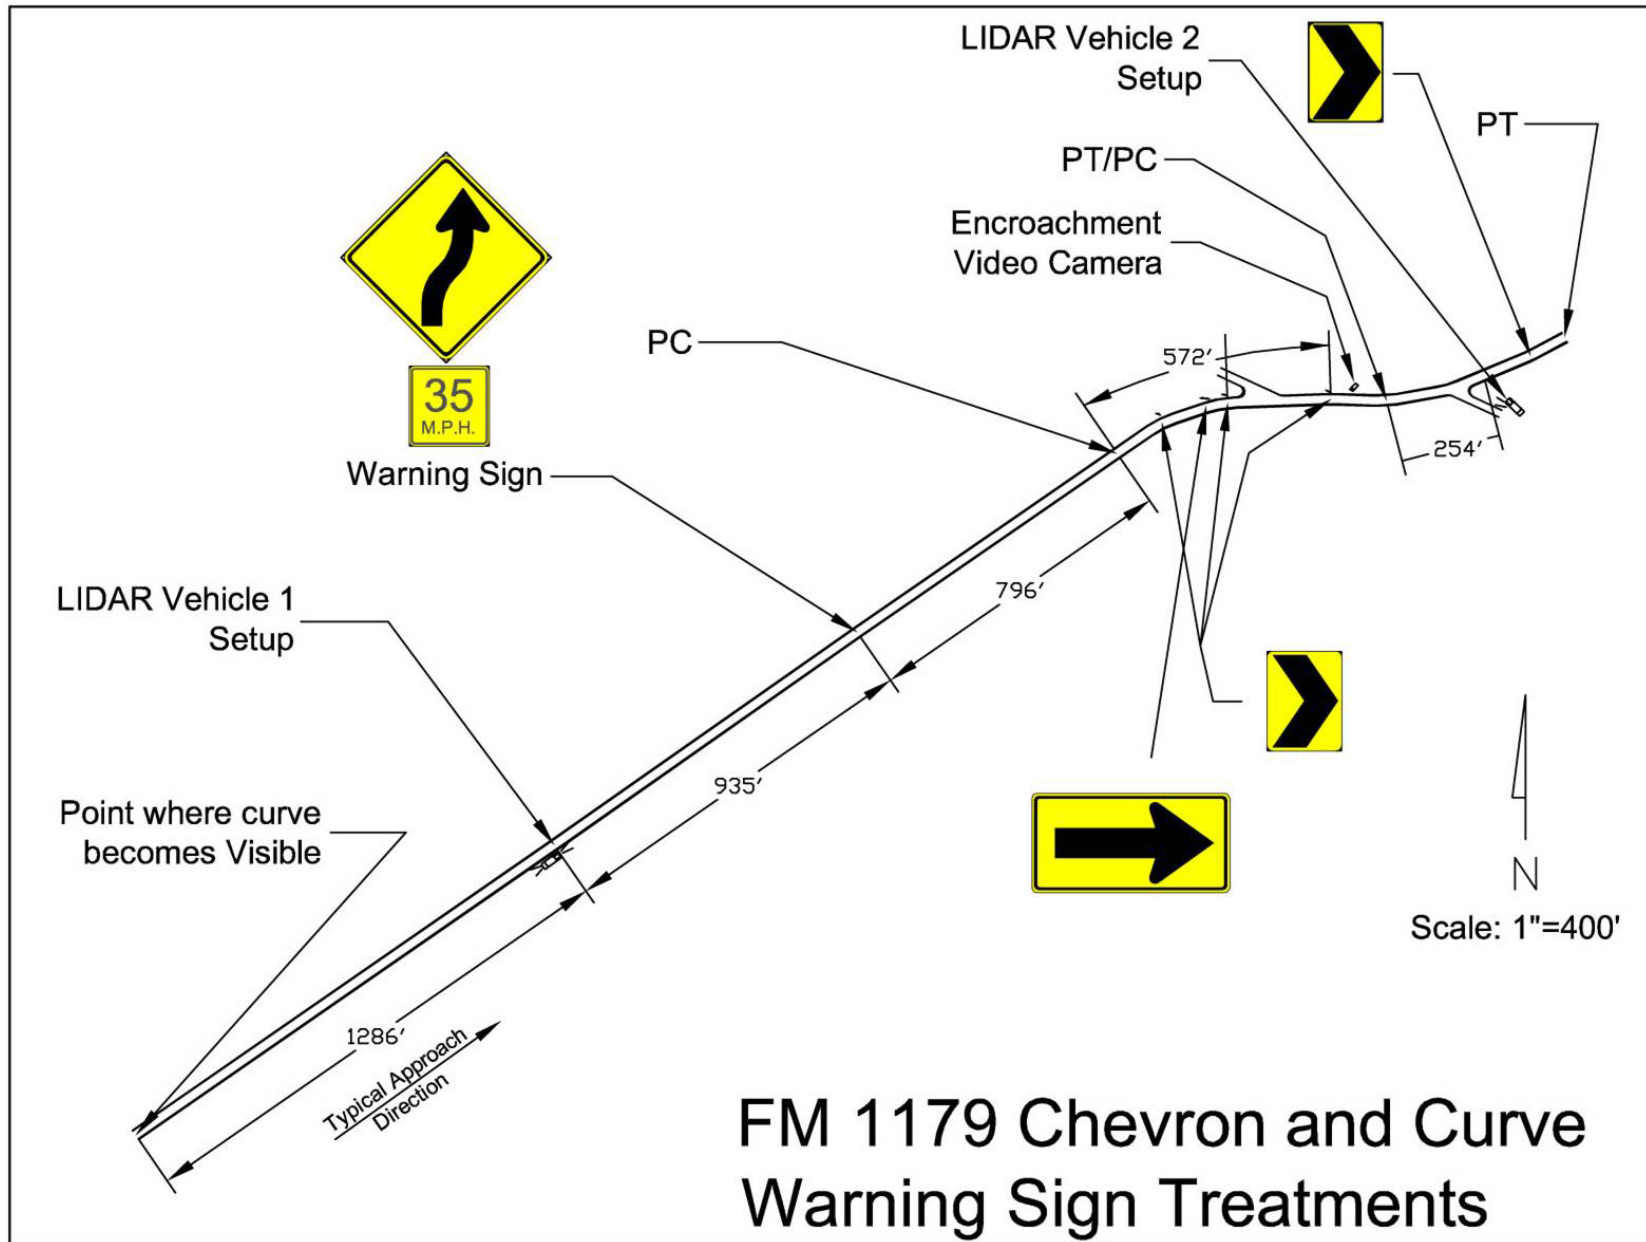 LIDAR Vehicle 2
Setup
PT
PT/PC
Encroachment
Video Camera
PC
572'
35
M.P.H.
254'
Warning Sign
796'
LIDAR Vehicle 1
Setup
935'
Point where curve
becomes Visible
N
Scale: 1"=400'
1286'
Typical Approach
Direction
FM 1179 Chevron and Curve
Warning Sign Treatments